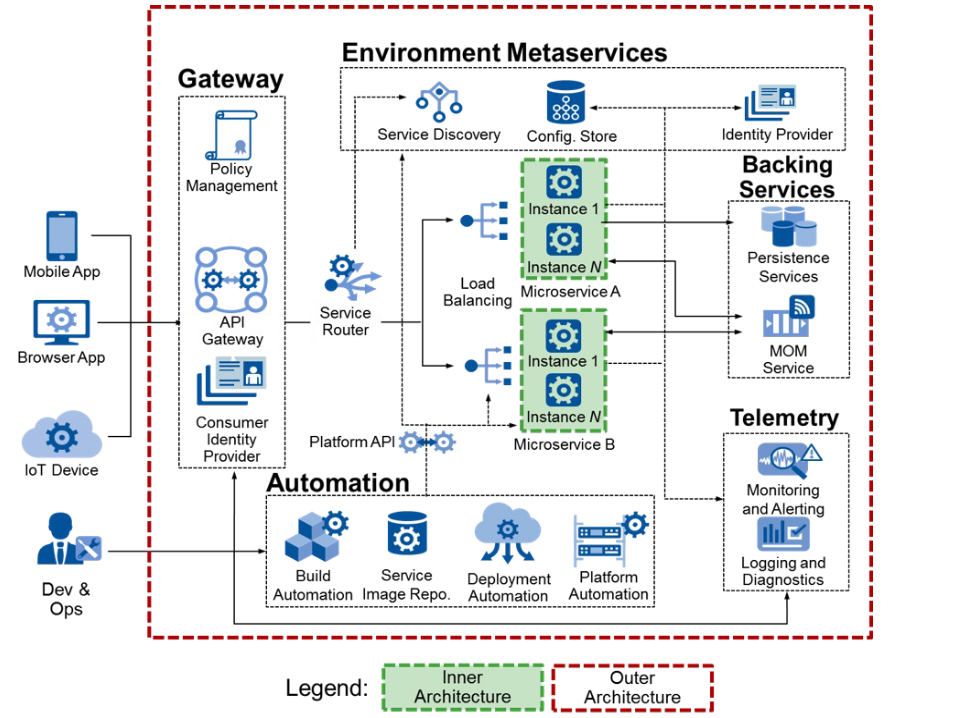 Environment Metaservices
Gateway
Policy
Management
Service Discovery
Config. Store
Identity Provider
Backing
Services
Mobile App
Browser App
IoT Device
API
Gateway
Consumer
Identity
Provider
Service
Router
Load
Balancing
Instance 1
Instance N
Microservice A
Instance 1
Instance N
Microservice B
Persistence
Services
MOM
Service
Platform API
Telemetry
Monitoring
and Alerting
Logging and
Diagnostics
Automation
Build
Automation
Service
Image Repo.
Deployment
Automation
Platform
Automation
Dev &
Ops
Legend:
Inner
Architecture
Outer
Architecture